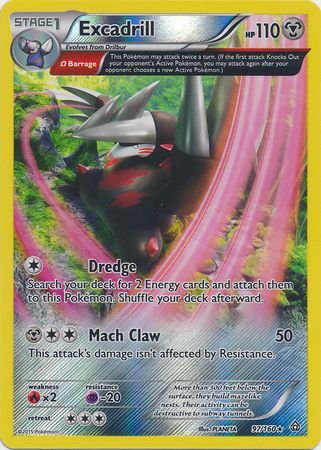 STAGE1
Excadrill
HP110
Evolves from Drilbur
Ω Barrage
This Pokémon may attack twice a turn. (If the first attack Knocks Out
your opponent's Active Pokémon, you may attack again after your
opponent chooses a new Active Pokémon.)
Dredge
Search your deck for 2 Energy cards and attach
them to this Pokémon. Shuffle your deck afterward.
Mach Claw 50
This attack's damage isn't affected by Resistance.
weakness resistance
×2 -20
retreat
More than 300 feet below the
surface, they build mazelike
nests. Their activity can be
destructive to subway tunnels.
©2015 Pokémon
Illus. PLANETA
97/160